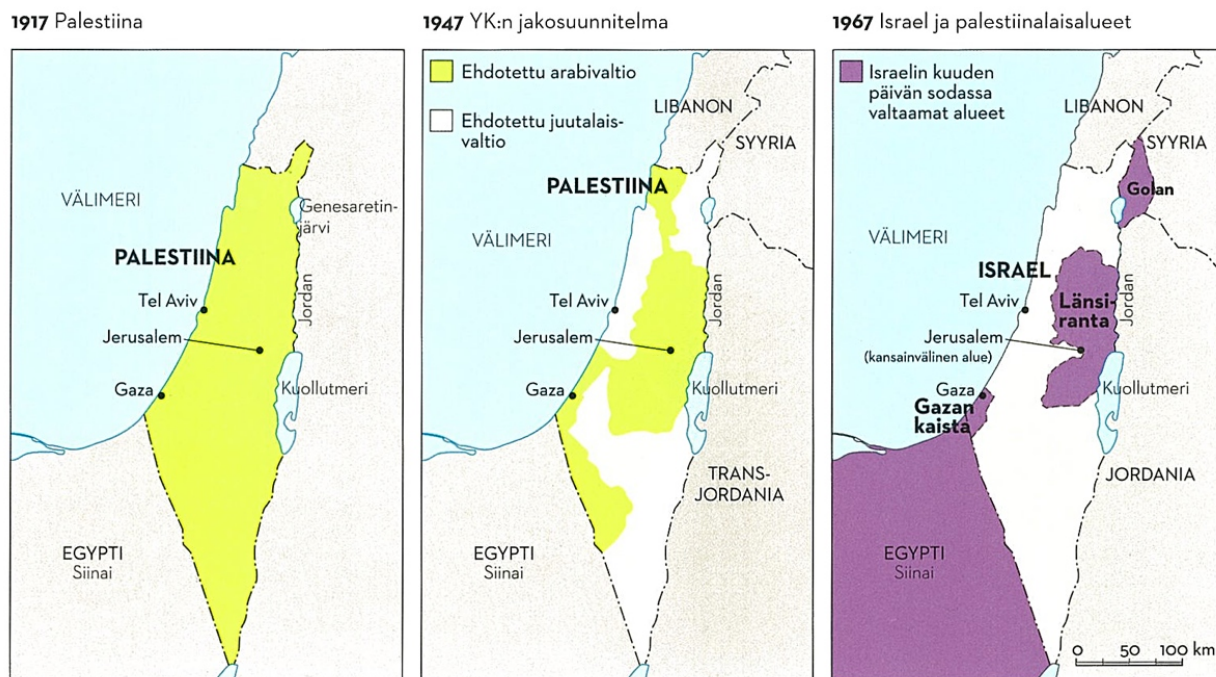 1917 Palestiina
VÄLIMERI
Genesaretin-
järvi
PALESTIINA
Tel Aviv
Jordan
Jerusalem
Gaza
Kuollutmeri
EGYPTI
Siinai
1947 YK:n jakosuunnitelma
Ehdotettu arabivaltio
Ehdotettu juutalais-
valtio
LIBANON
SYYRIA
PALESTIINA
VÄLIMERI
Tel Aviv
Jordan
Jerusalem
Gaza
Kuollutmeri
TRANS-
JORDANIA
EGYPTI
Siinai
1967 Israel ja palestiinalaisalueet
Israelin kuuden
päivän sodassa
valtaamat alueet
LIBANON
SYYRIA
Golan
VÄLIMERI
ISRAEL
Tel Aviv
Länsi-
ranta
Jordan
Jerusalem
(kansainvälinen alue)
Gaza
Kuollutmeri
Gazan
kaista
JORDANIA
EGYPTI
Siinai
0 50 100 km